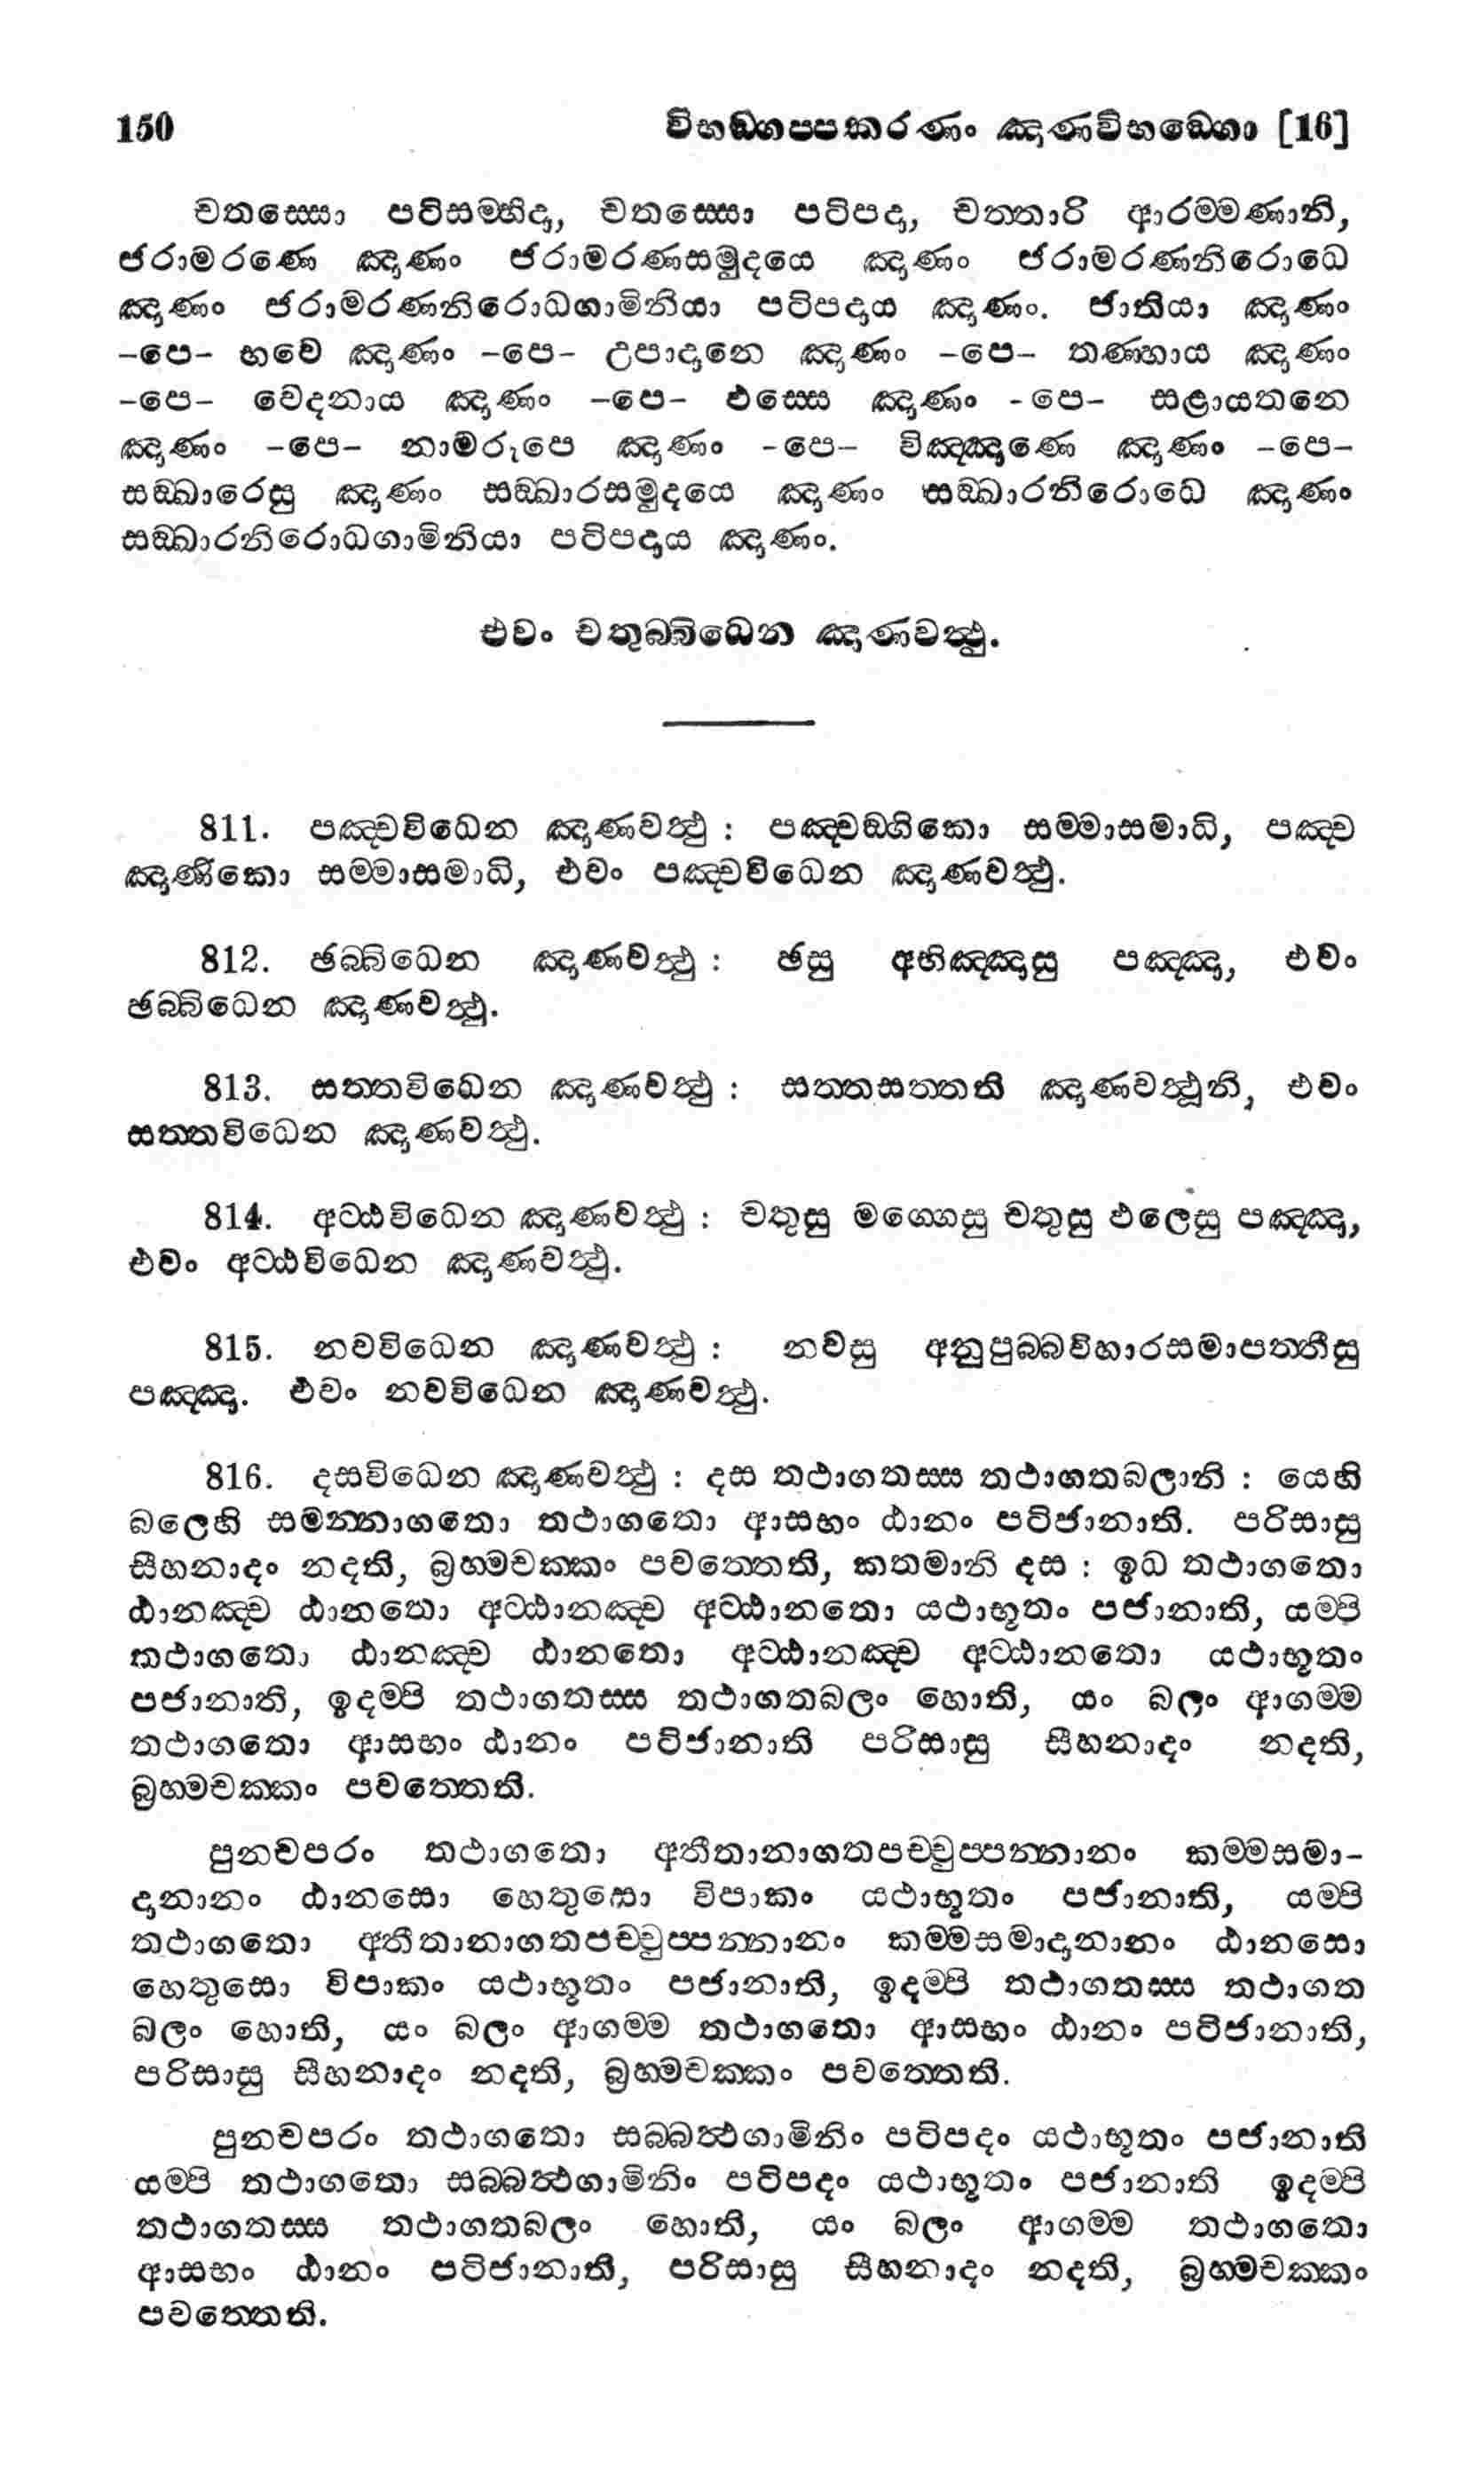 150 විභඞ්ගපපකරණං ඤාණවිභඞ්ගො [16]
චතස්සො පටිසම්භිදා, චතස්සො පටිපදා, චත්තාරි ආරම්මණානි,
ජරාමරණෙ ඤාණං ජරාමරණසමුදයෙ ඤාණං ජරාමරණනිරොධෙ
ඤාණං ජරාමරණනිරොධගාමිනියා පටිපදාය ඤාණං. ජාතියා ඤාණං
–පෙ– භවෙ ඤාණං –පෙ– උපාදානෙ ඤාණං –පෙ– තණ්හාය ඤාණං
–පෙ– වෙදනාය ඤාණං –පෙ– ඵස්සෙ ඤාණං -පෙ– සළායතනෙ
ඤාණං –පෙ– නාමරූපෙ ඤාණං -පෙ– විඤ්ඤාණෙ ඤාණං –පෙ–
සඞ්ඛාරෙසු ඤාණං සඞ්ඛාරසමුදයෙ ඤාණං සඞ්ඛාරනිරොධෙ ඤාණං
සඞ්ඛාරනිරොධගාමිනියා පටිපදාය ඤාණං.
එවං චතුබ්බිධෙන ඤාණවත්ථු.
811. පඤ්චවිධෙන ඤාණවත්ථු : පඤ්චඞ්ගිකො සම්මාසමාධි, පඤ්ච
ඤාණිකො සම්මාසමාධි, එවං පඤ්චවිධෙන ඤාණවත්ථු.
812. ඡබ්බිධෙන ඤාණවත්ථු : ඡසු අභිඤ්ඤාසු පඤ්ඤා, එවං
ඡබ්බිධෙන ඤාණවත්ථු.
813. සත්තවිධෙන ඤාණවත්ථු : සත්තසත්තති ඤාණවත්ථූනි, එවං
සත්තවිධෙන ඤාණවත්ථු.
814. අට්ඨවිධෙන ඤාණවත්ථු : චතුසු මග්ගෙසු චතුසු ඵලෙසු පඤ්ඤා,
එවං අට්ඨවිධෙන ඤාණවත්ථු.
815. නවවිධෙන ඤාණවත්ථු : නවසු අනුපුබ්බවිහාරසමාපත්තීසු
පඤ්ඤා. එවං නවවිධෙන ඤාණවත්ථු.
816. දසවිධෙන ඤාණවත්ථු : දස තථාගතස්ස තථාගතබලානි : යෙහි
බලෙහි සමන්නාගතො තථාගතො ආසභං ඨානං පටිජානාති. පරිසාසු
සීහනාදං නදති, බ්‍රහ්මචක්කං පවත්තෙති, කතමානි දස : ඉධ තථාගතො
ඨානඤ්ච ඨානතො අට්ඨානඤ්ච අට්ඨානතො යථාභූතං පජානාති, යම්පි
තථාගතො ඨානඤ්ච ඨානතො අට්ඨානඤ්ච අට්ඨානතො යථාභූතං
පජානාති, ඉදම්පි තථාගතස්ස තථාගතබලං හොති, යං බලං ආගම්ම
තථාගතො ආසභං ඨානං පටිජානාති පරිසාසු සීහනාදං නදති,
බ්‍රහ්මචක්කං පවත්තෙති.
පුනචපරං තථාගතො අතීතානාගතපච්චුප්පන්නානං කම්මසමා-
දානානං ඨානසො හෙතුසො විපාකං යථාභූතං පජානාති, යම්පි
තථාගතො අතීතානාගතපච්චුප්පන්නානං කම්මසමාදානානං ඨානසො
හෙතුසො විපාකං යථාභූතං පජානාති, ඉදම්පි තථාගතස්ස තථාගත
බලං හොති, යං බලං ආගම්ම තථාගතො ආසභං ඨානං පටිජානාති,
පරිසාසු සීහනාදං නදති, බ්‍රහ්මචක්කං පවත්තෙති.
පුනචපරං තථාගතො සබ්බත්ථගාමිනිං පටිපදං යථාභූතං පජානාති
යම්පි තථාගතො සබ්බත්ථගාමිනිං පටිපදං යථාභූතං පජානාති ඉදම්පි
තථාගතස්ස තථාගතබලං හොති, යං බලං ආගම්ම තථාගතො
ආසභං ඨානං පටිජානාති, පරිසාසු සීහනාදං නදති, බ්‍රහ්මචක්කං
පවත්තෙති.